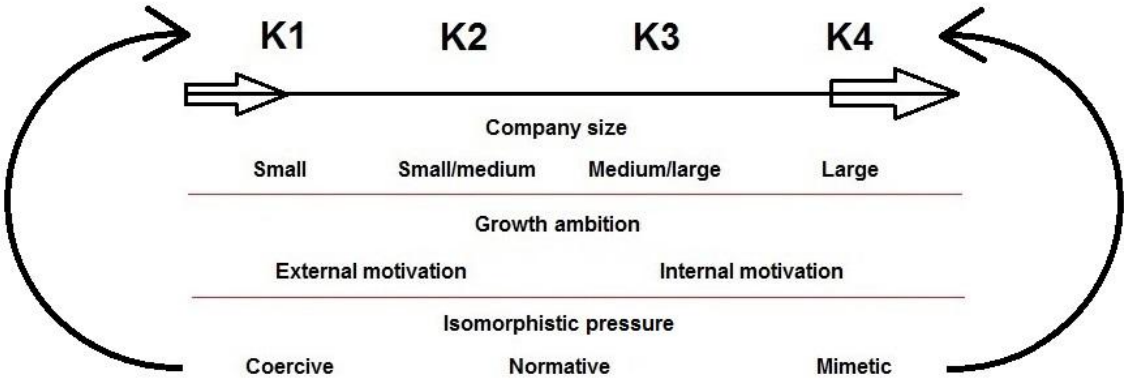 K1 K2 K3 K4
Company size
Small Small/medium Medium/large Large
Growth ambition
External motivation Internal motivation
Isomorphistic pressure
Coercive Normative Mimetic